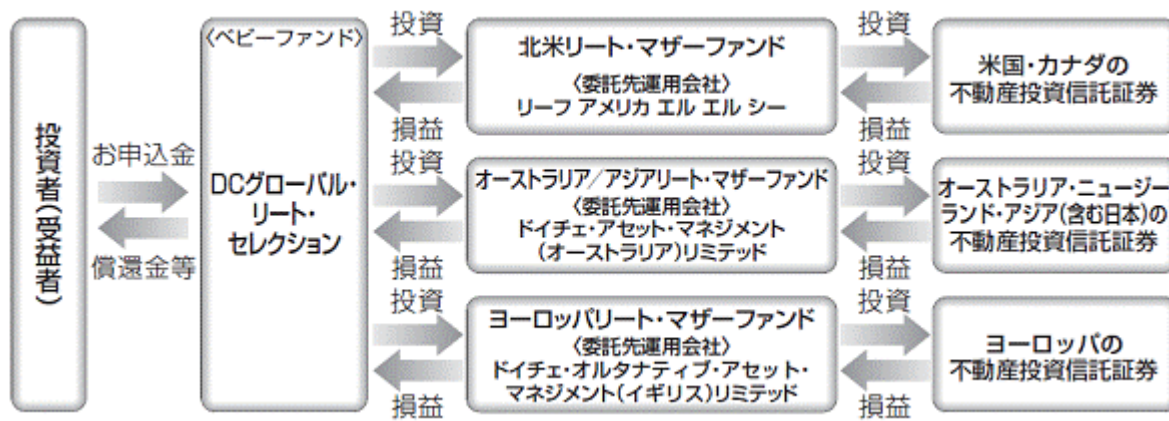 投資者(受益者)
お申込金
償還金等
〈ベビーファンド〉
DCグローバル・
リート・
セレクション
投資
損益
北米リート・マザーファンド
〈委託先運用会社〉
リーフ アメリカ エル エル シー
投資
損益
米国・カナダの
不動産投資信託証券
投資
損益
オーストラリア/アジアリート・マザーファンド
〈委託先運用会社〉
ドイチェ・アセット・マネジメント
(オーストラリア)リミテッド
投資
損益
オーストラリア・ニュージー
ランド・アジア(含む日本)の
不動産投資信託証券
投資
損益
ヨーロッパリート・マザーファンド
〈委託先運用会社〉
ドイチェ・オルタナティブ・アセット・
マネジメント(イギリス)リミテッド
投資
損益
ヨーロッパの
不動産投資信託証券